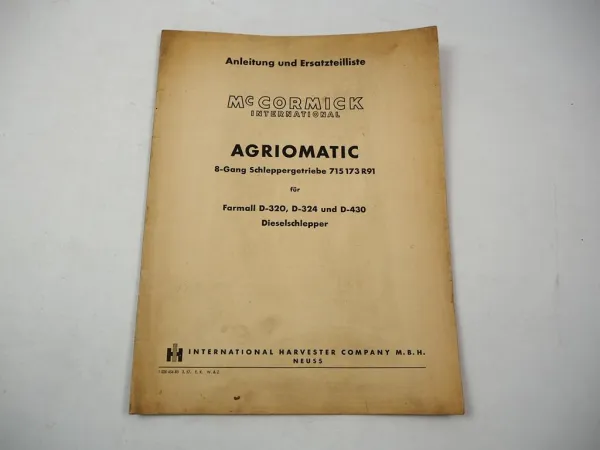 Anleitung und Ersatzteilliste
McCORMICK
INTERNATIONAL
AGRIOMATIC
8-Gang Schleppergetriebe 715 173 R91
für
Farmall D-320, D-324 und D-430
Dieselschlepper
IH INTERNATIONAL HARVESTER COMPANY M.B.H.
NEUSS